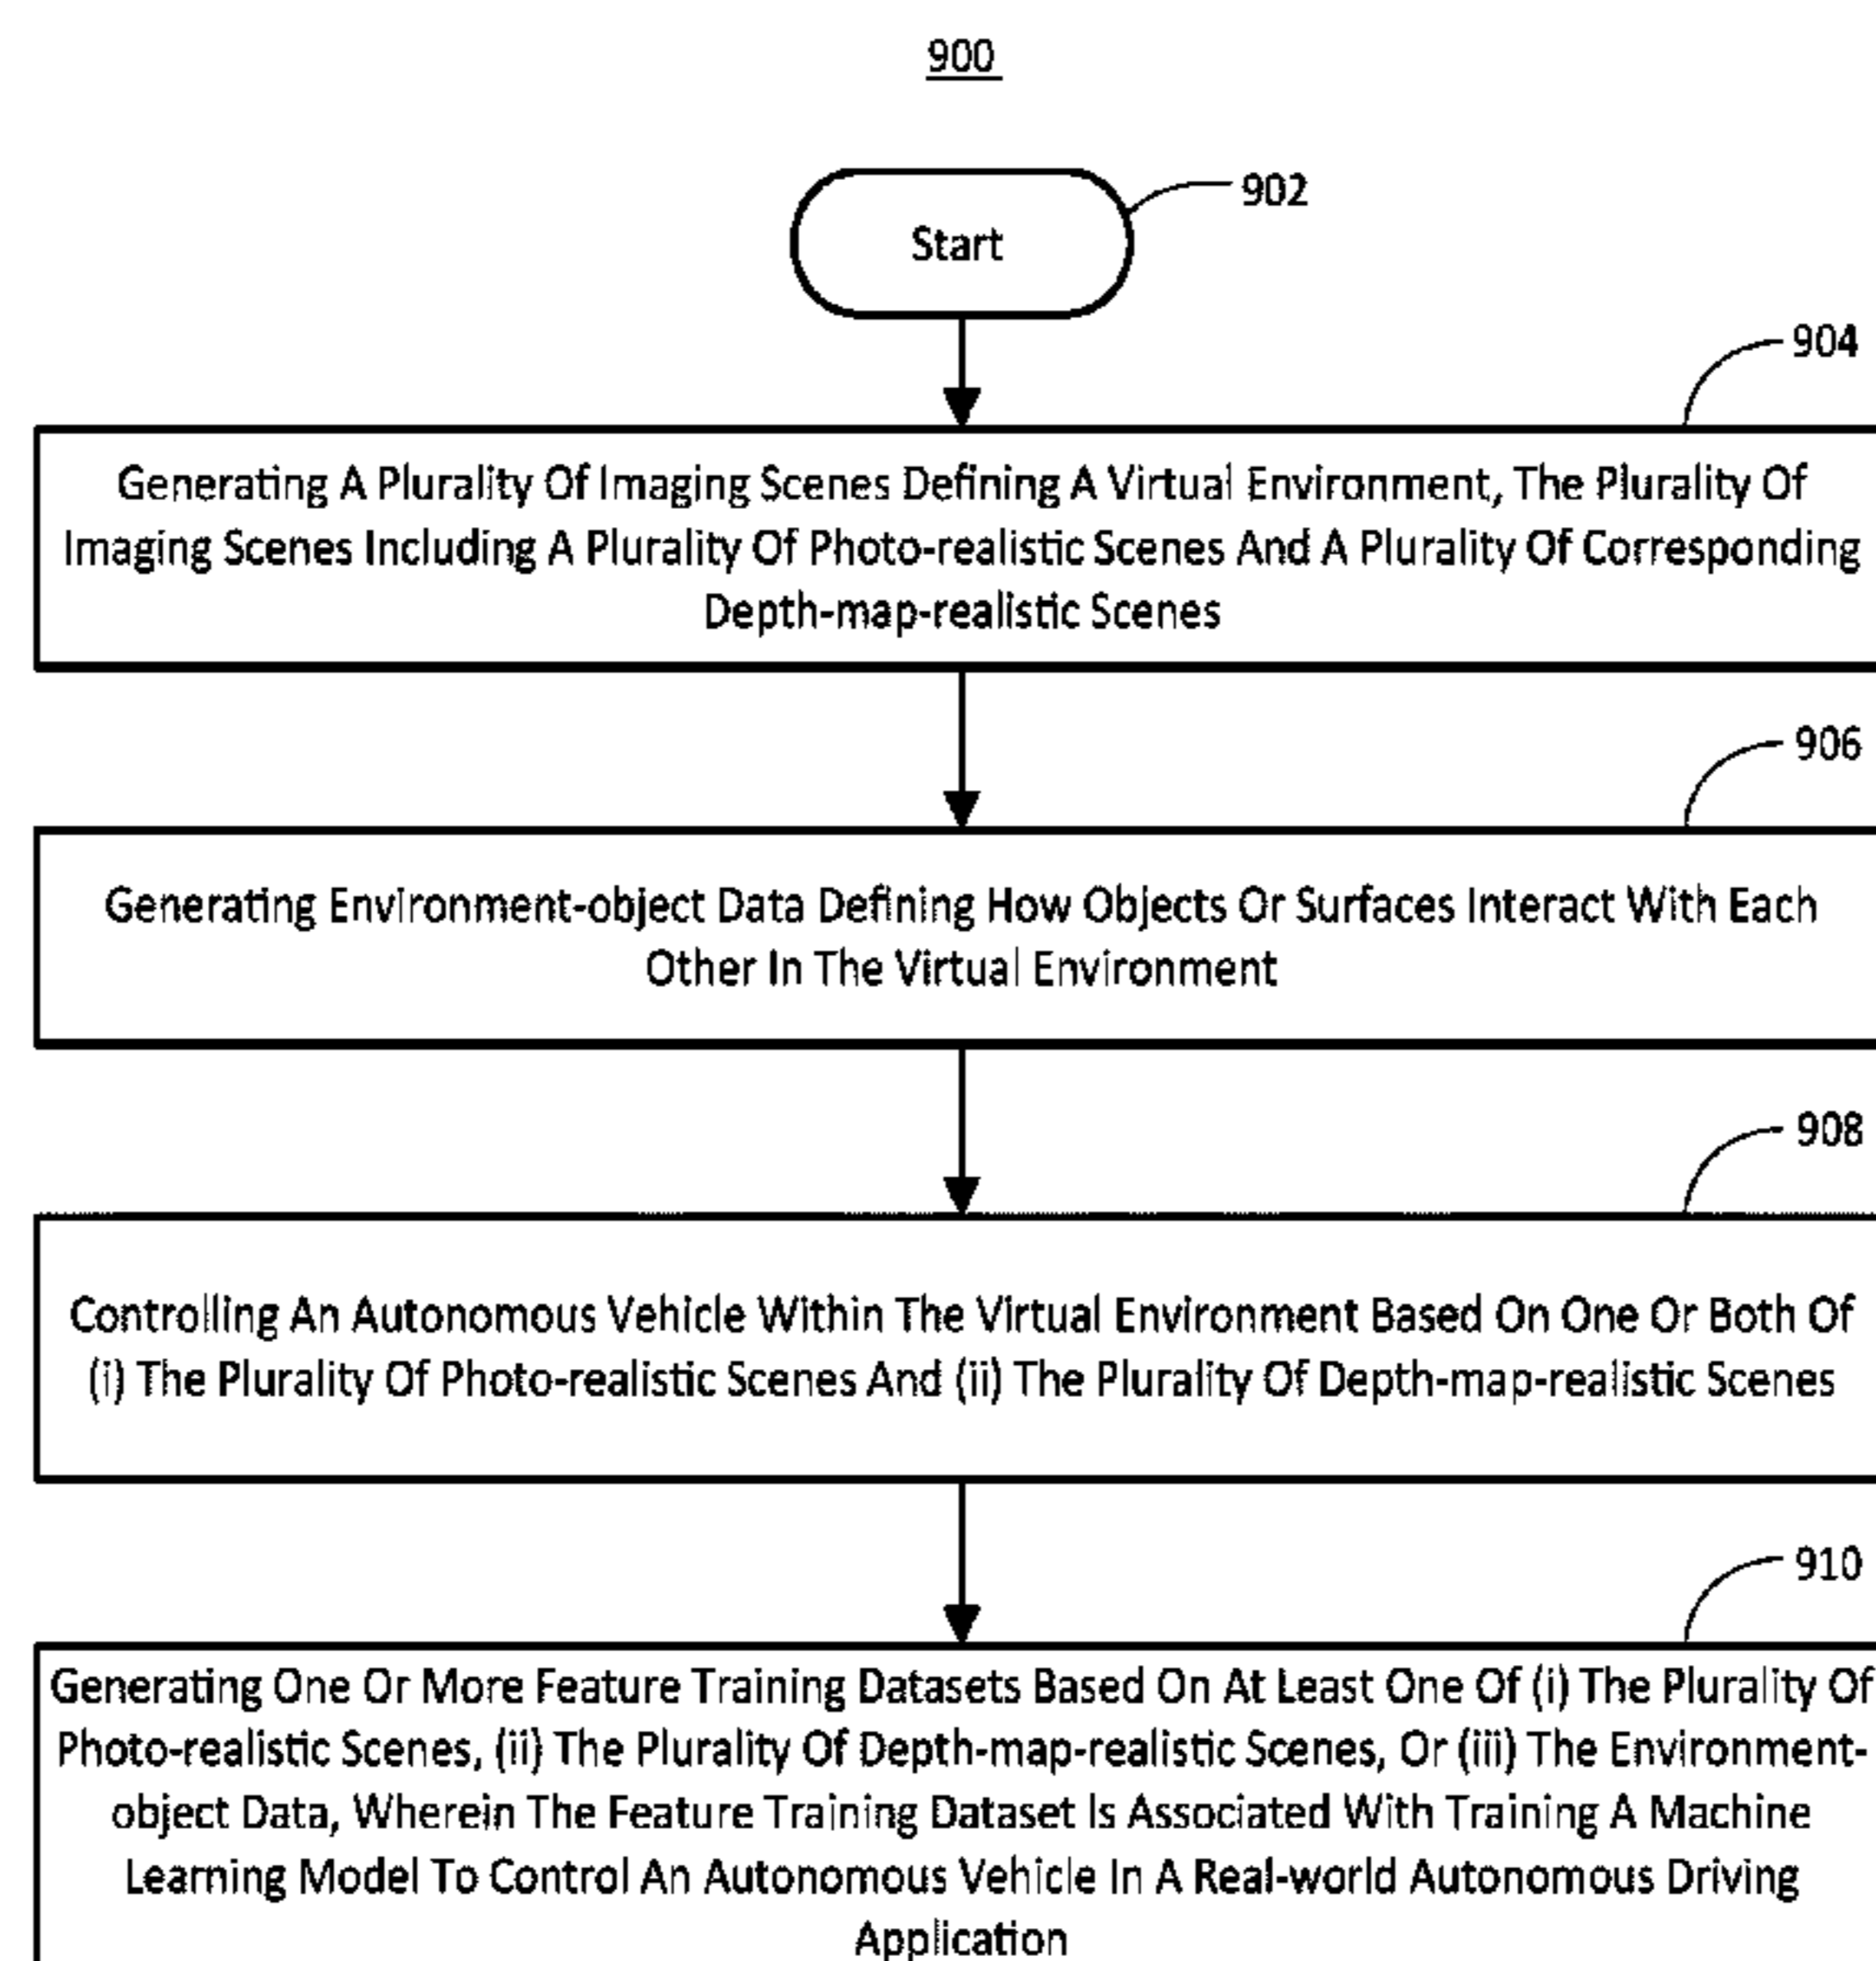 900
902
Start
904
Generating A Plurality Of Imaging Scenes Defining A Virtual Environment, The Plurality Of
Imaging Scenes Including A Plurality Of Photo-realistic Scenes And A Plurality Of Corresponding
Depth-map-realistic Scenes
906
Generating Environment-object Data Defining How Objects Or Surfaces Interact With Each
Other In The Virtual Environment
908
Controlling An Autonomous Vehicle Within The Virtual Environment Based On One Or Both Of
(i) The Plurality Of Photo-realistic Scenes And (ii) The Plurality Of Depth-map-realistic Scenes
910
Generating One Or More Feature Training Datasets Based On At Least One Of (i) The Plurality Of
Photo-realistic Scenes, (ii) The Plurality Of Depth-map-realistic Scenes, Or (iii) The Environment-
object Data, Wherein The Feature Training Dataset Is Associated With Training A Machine
Learning Model To Control An Autonomous Vehicle In A Real-world Autonomous Driving
Application